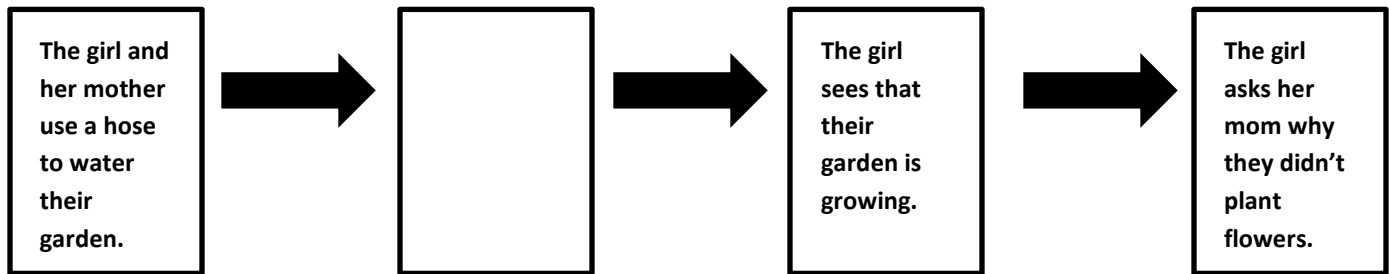 The girl and
her mother
use a hose
to water
their
garden.
The girl
sees that
their
garden is
growing.
The girl
asks her
mom why
they didn’t
plant
flowers.